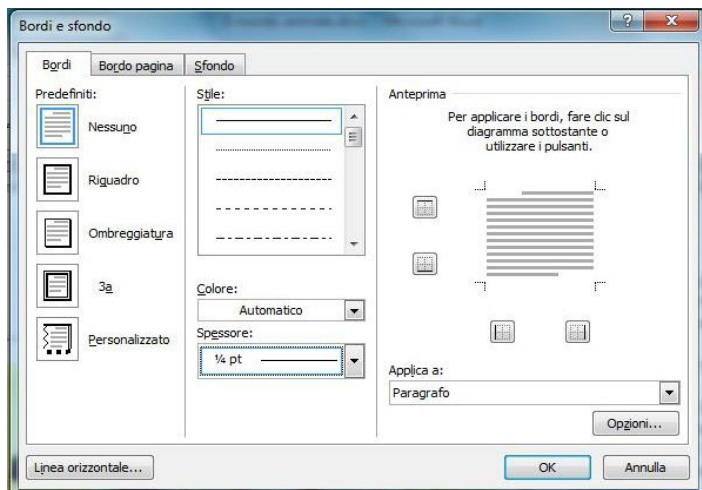 Bordi e sfondo
Bordi
Bordo pagina
Sfondo
Predefiniti:
Nessuno
Riquadro
Ombreggiatura
3a
Personalizzato
Stile:
Colore:
Automatico
Spessore:
¼ pt
Anteprima
Per applicare i bordi, fare clic sul
diagramma sottostante o
utilizzare i pulsanti.
Applica a:
Paragrafo
Opzioni...
Linea orizzontale...
OK
Annulla